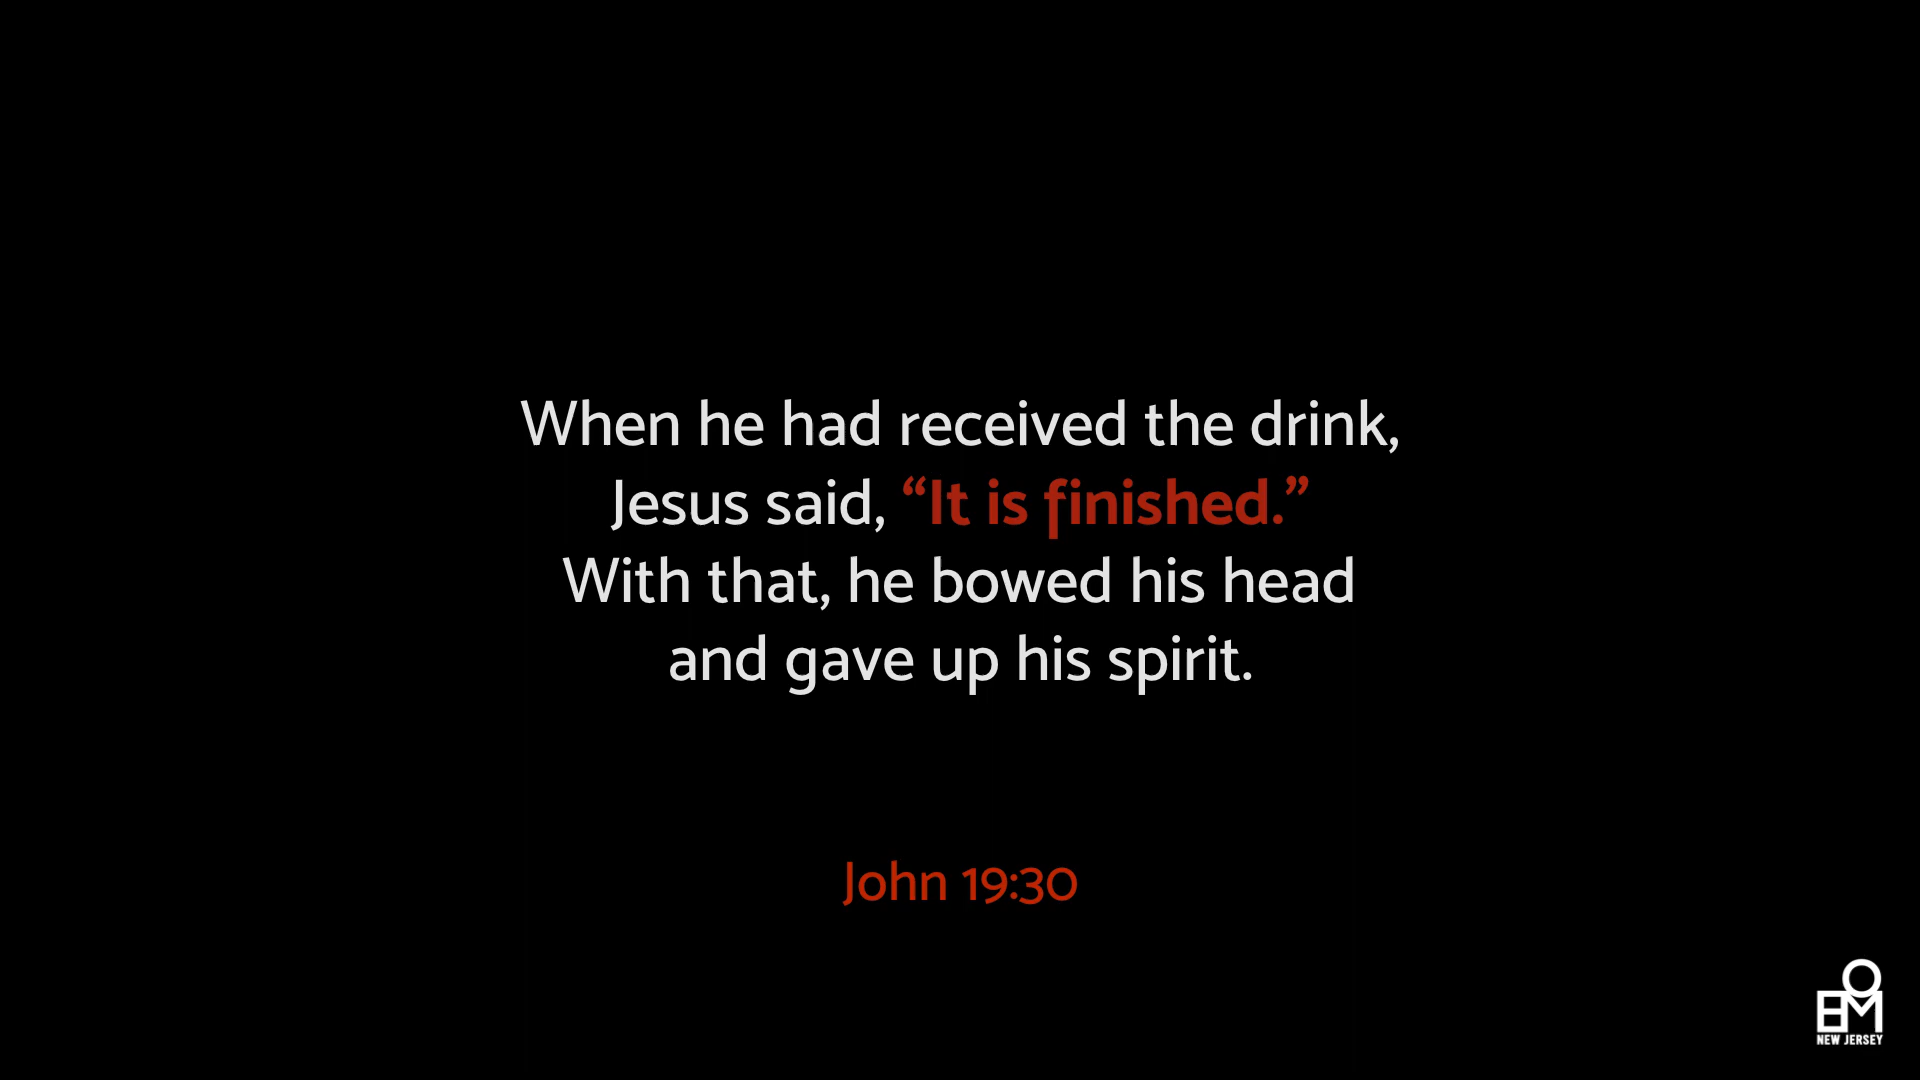 When he had received the drink,
Jesus said, “It is finished.”
With that, he bowed his head
and gave up his spirit.
John 19:30
EM
NEW JERSEY